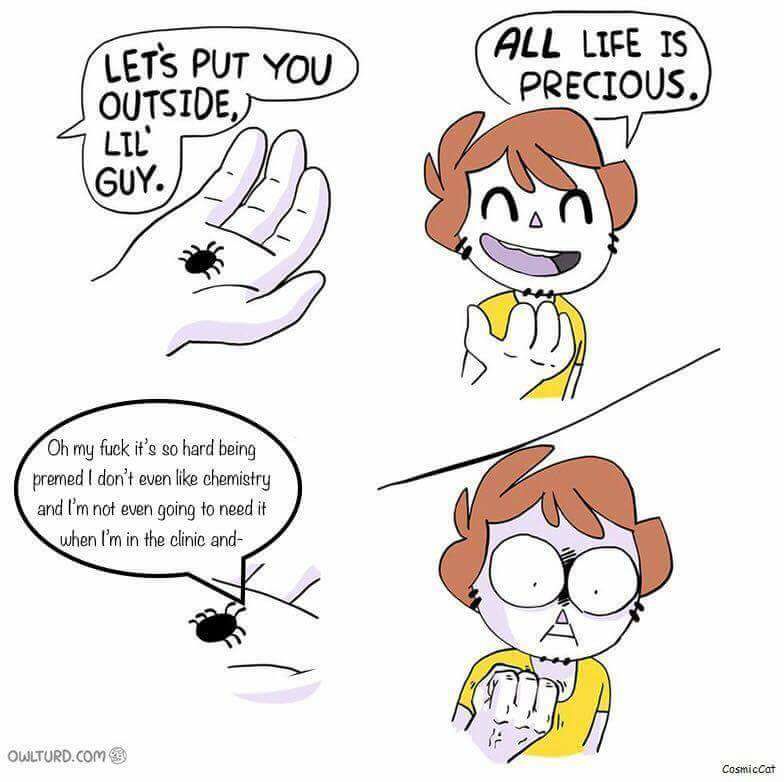 LET'S PUT YOU
OUTSIDE,
LIL'
GUY.
ALL LIFE IS
PRECIOUS.
Oh my fuck it's so hard being
premed I don't even like chemistry
and I'm not even going to need it
when I'm in the clinic and-
OWLTURD.COM
CosmicCat